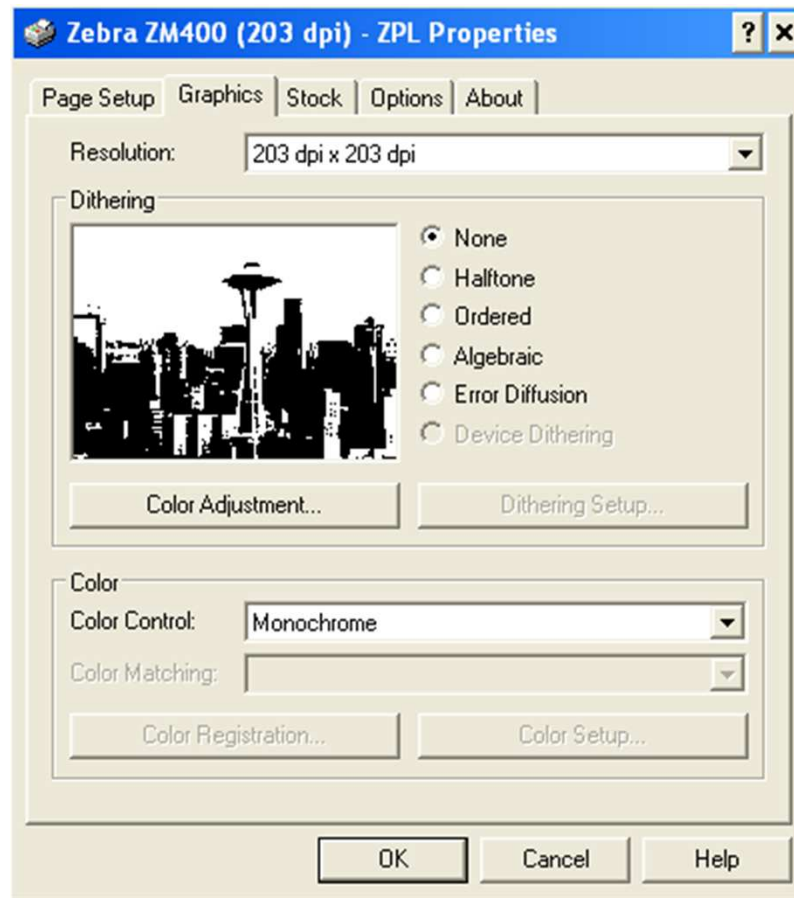 Zebra ZM400 (203 dpi) - ZPL Properties ? ×
Page Setup Graphics Stock Options About
Resolution: 203 dpi x 203 dpi
Dithering
None
Halftone
Ordered
Algebraic
Error Diffusion
Device Dithering
Color Adjustment... Dithering Setup...
Color
Color Control: Monochrome
Color Matching:
Color Registration... Color Setup...
OK Cancel Help